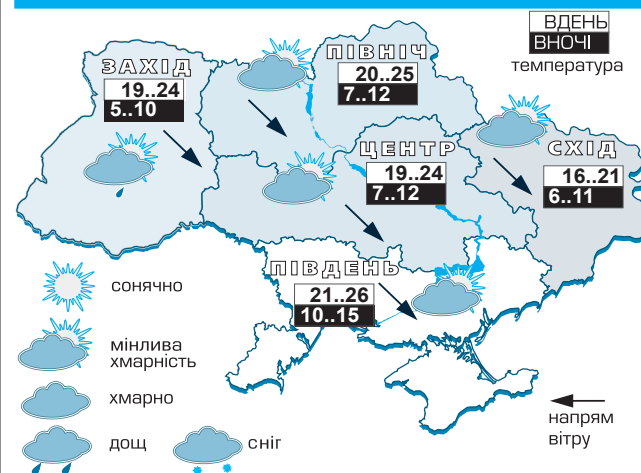 ВДЕНЬ
ВНОЧІ
температура
ЗАХІД
19..24
5..10
ПІВНІЧ
20..25
7..12
ЦЕНТР
19..24
7..12
СХІД
16..21
6..11
ПІВДЕНЬ
21..26
10..15
сонячно
мінлива
хмарність
хмарно
дощ
сніг
напрям
вітру